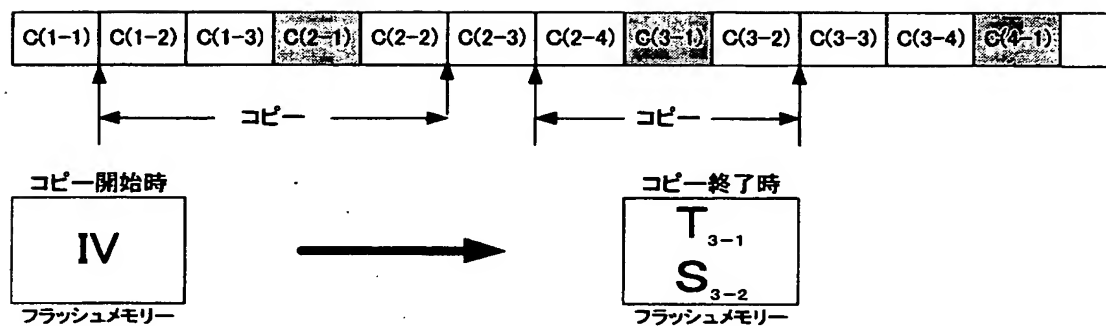 C(1-1) C(1-2) C(1-3) C(2-1) C(2-2) C(2-3) C(2-4) C(3-1) C(3-2) C(3-3) C(3-4) C(4-1)
コピー コピー
コピー開始時 コピー終了時
IV
T3-1
S3-2
フラッシュメモリー フラッシュメモリー